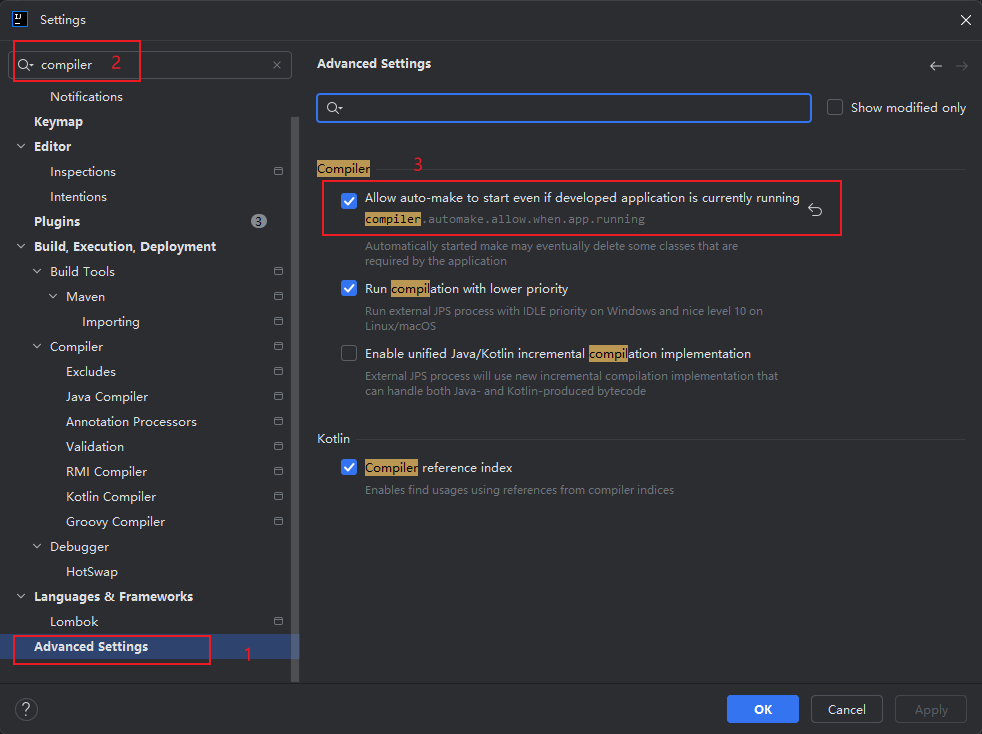 Settings
compiler
2
Notifications
Keymap
Editor
Inspections
Intentions
Plugins
3
Build, Execution, Deployment
Build Tools
Maven
Importing
Compiler
Excludes
Java Compiler
Annotation Processors
Validation
RMI Compiler
Kotlin Compiler
Groovy Compiler
Debugger
HotSwap
Languages & Frameworks
Lombok
Advanced Settings
1
Advanced Settings
Show modified only
Compiler
3
Allow auto-make to start even if developed application is currently running
compiler.automake.allow.when.app.running
Automatically started make may eventually delete some classes that are
required by the application
Run compilation with lower priority
Run external JPS process with IDLE priority on Windows and nice level 10 on
Linux/macOS
Enable unified Java/Kotlin incremental compilation implementation
External JPS process will use new incremental compilation implementation that
can handle both Java- and Kotlin-produced bytecode
Kotlin
Compiler reference index
Enables find usages using references from compiler indices
?
OK
Cancel
Apply